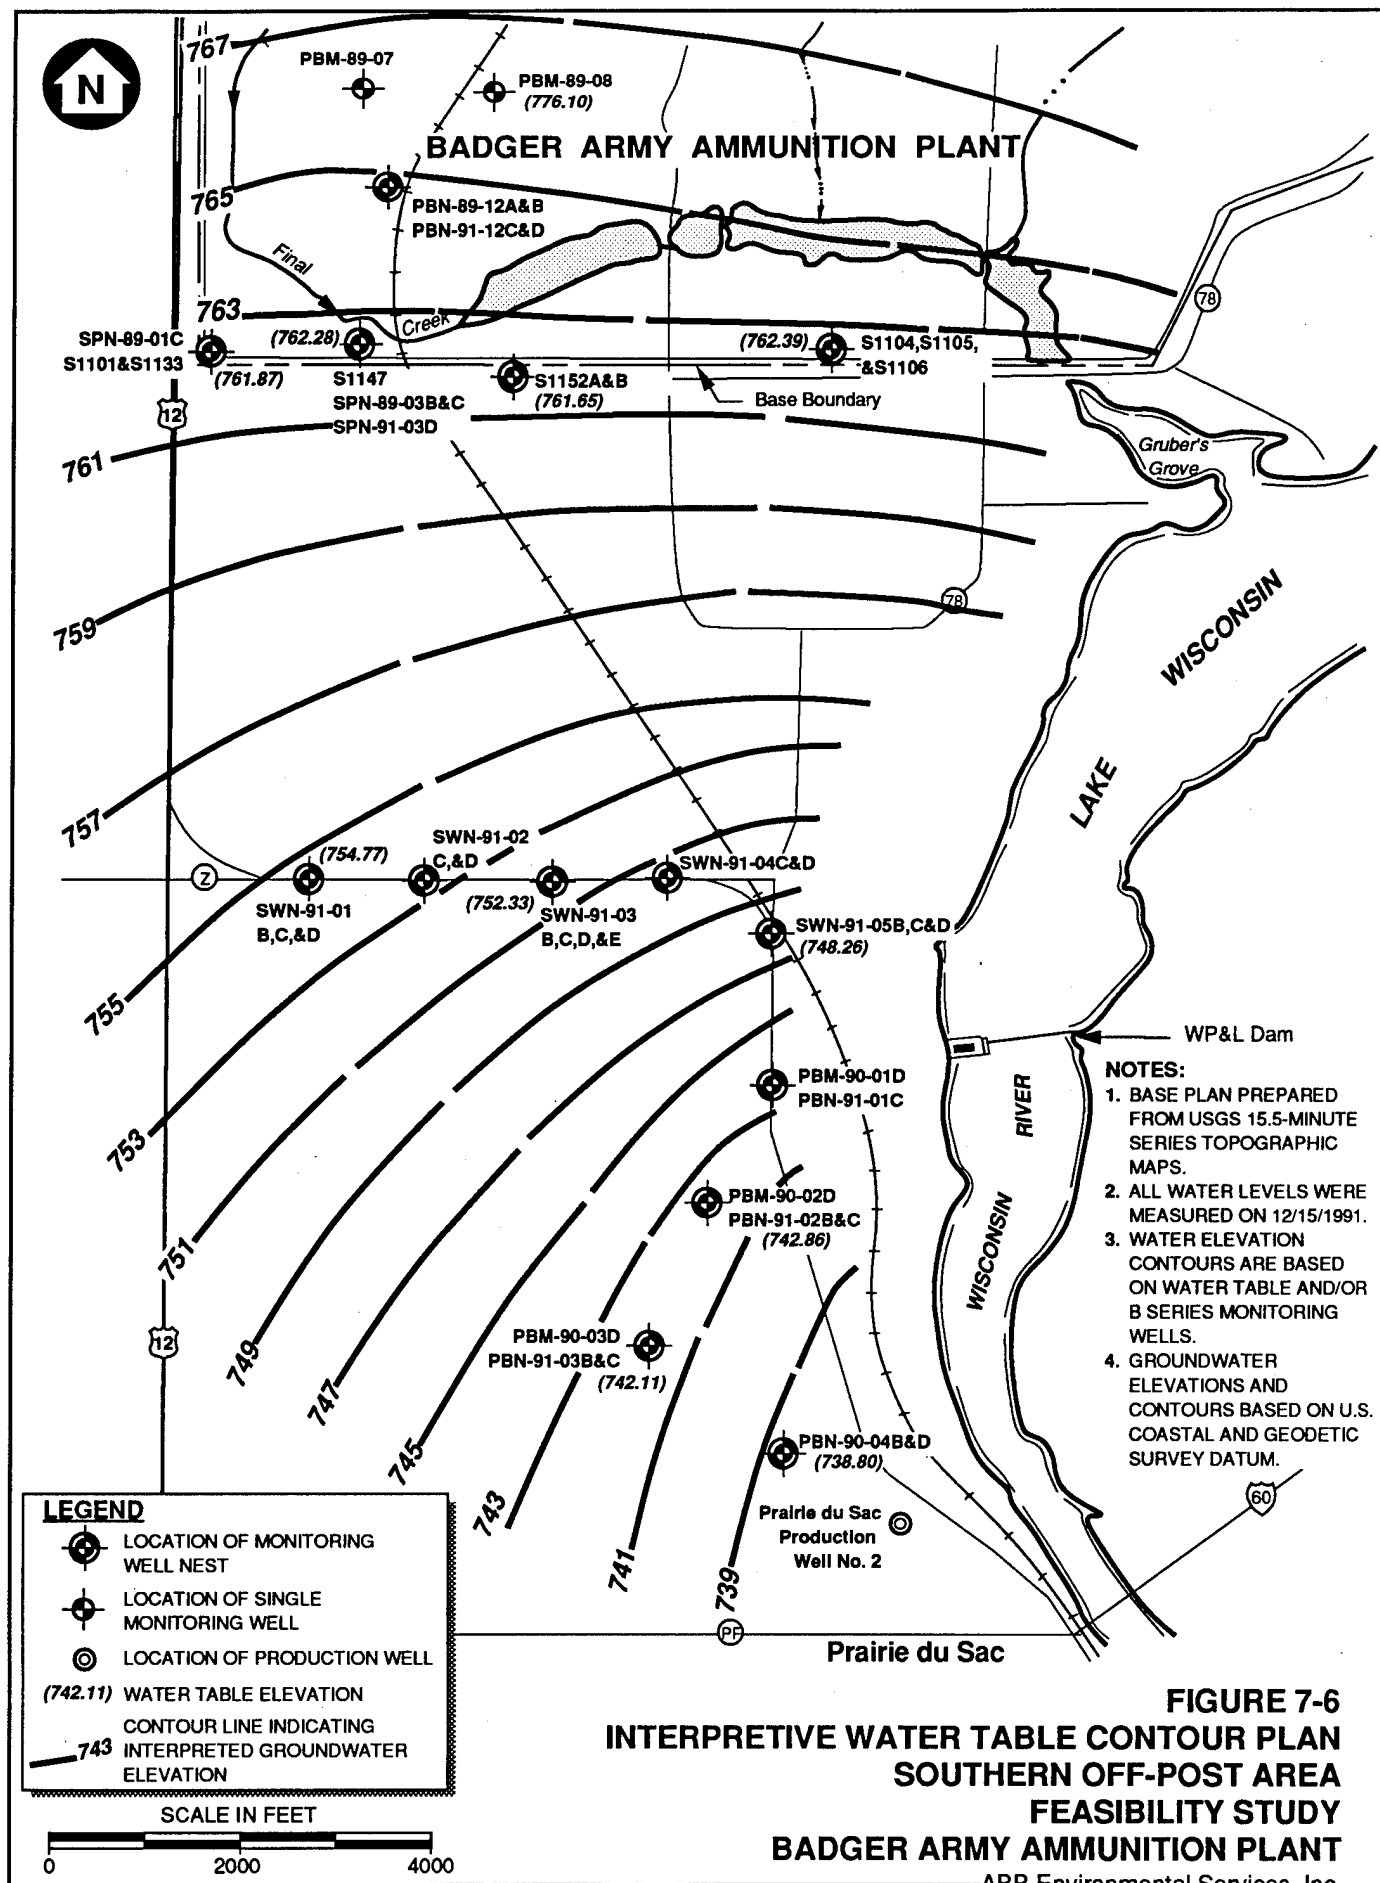 767
N
PBM-89-07
PBM-89-08
(776.10)
BADGER ARMY AMMUNITION PLANT
765
PBN-89-12A&B
PBN-91-12C&D
Final
Creek
78
763
SPN-89-01C
S1101&S1133
(761.87)
(762.28)
S1147
SPN-89-03B&C
SPN-91-03D
S1152A&B
(761.65)
(762.39)
S1104,S1105,
&S1106
Base Boundary
12
761
Gruber's
Grove
759
78
LAKE WISCONSIN
757
(754.77)
SWN-91-02
C,&D
SWN-91-04C&D
Z
SWN-91-01
B,C,&D
(752.33)
SWN-91-03
B,C,D,&E
SWN-91-05B,C&D
(748.26)
755
WP&L Dam
PBM-90-01D
PBN-91-01C
753
WISCONSIN RIVER
NOTES:
1. BASE PLAN PREPARED
FROM USGS 15.5-MINUTE
SERIES TOPOGRAPHIC
MAPS.
2. ALL WATER LEVELS WERE
MEASURED ON 12/15/1991.
3. WATER ELEVATION
CONTOURS ARE BASED
ON WATER TABLE AND/OR
B SERIES MONITORING
WELLS.
4. GROUNDWATER
ELEVATIONS AND
CONTOURS BASED ON U.S.
COASTAL AND GEODETIC
SURVEY DATUM.
PBM-90-02D
PBN-91-02B&C
(742.86)
751
12
749
PBM-90-03D
PBN-91-03B&C
(742.11)
747
745
PBN-90-04B&D
(738.80)
743
741
739
Prairie du Sac
Production
Well No. 2
60
PF
Prairie du Sac
LEGEND
LOCATION OF MONITORING
WELL NEST
LOCATION OF SINGLE
MONITORING WELL
LOCATION OF PRODUCTION WELL
(742.11) WATER TABLE ELEVATION
743 CONTOUR LINE INDICATING
INTERPRETED GROUNDWATER
ELEVATION
SCALE IN FEET
0 2000 4000
FIGURE 7-6
INTERPRETIVE WATER TABLE CONTOUR PLAN
SOUTHERN OFF-POST AREA
FEASIBILITY STUDY
BADGER ARMY AMMUNITION PLANT
ABB Environmental Services, Inc.